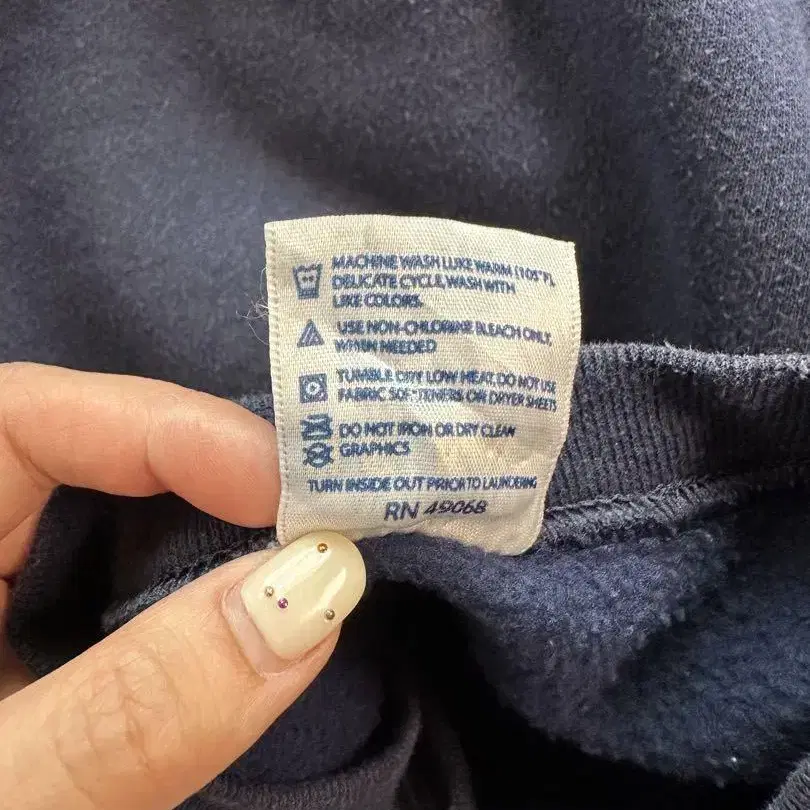 MACHINE WASH LUKE WARM (105°F),
DELICATE CYCLE, WASH WITH
LIKE COLORS.
USE NON-CHLORINE BLEACH ONLY,
WHEN NEEDED
TUMBLE DRY LOW HEAT, DO NOT USE
FABRIC SOFTENERS OR DRYER SHEETS
DO NOT IRON OR DRY CLEAN
GRAPHICS
TURN INSIDE OUT PRIOR TO LAUNDERING
RN 49068